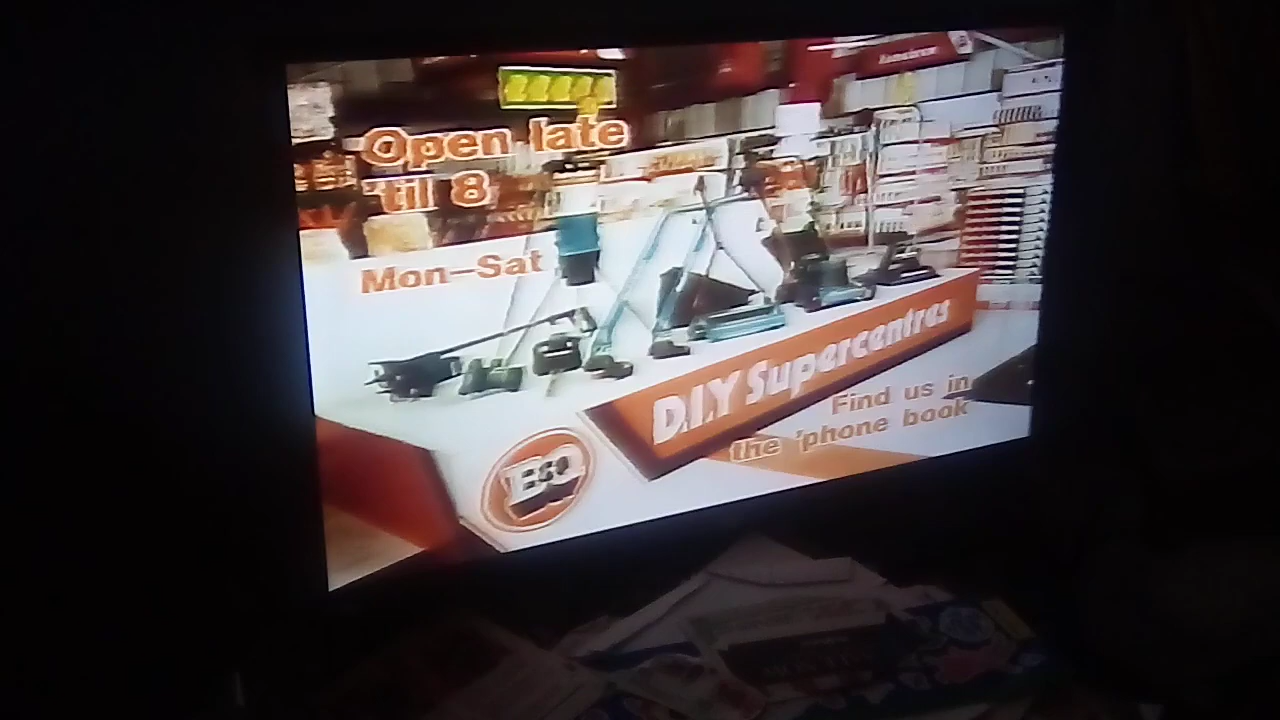 Open late
'til 8
Mon–Sat
D.I.Y Supercentres
Find us in
the 'phone book
B&Q